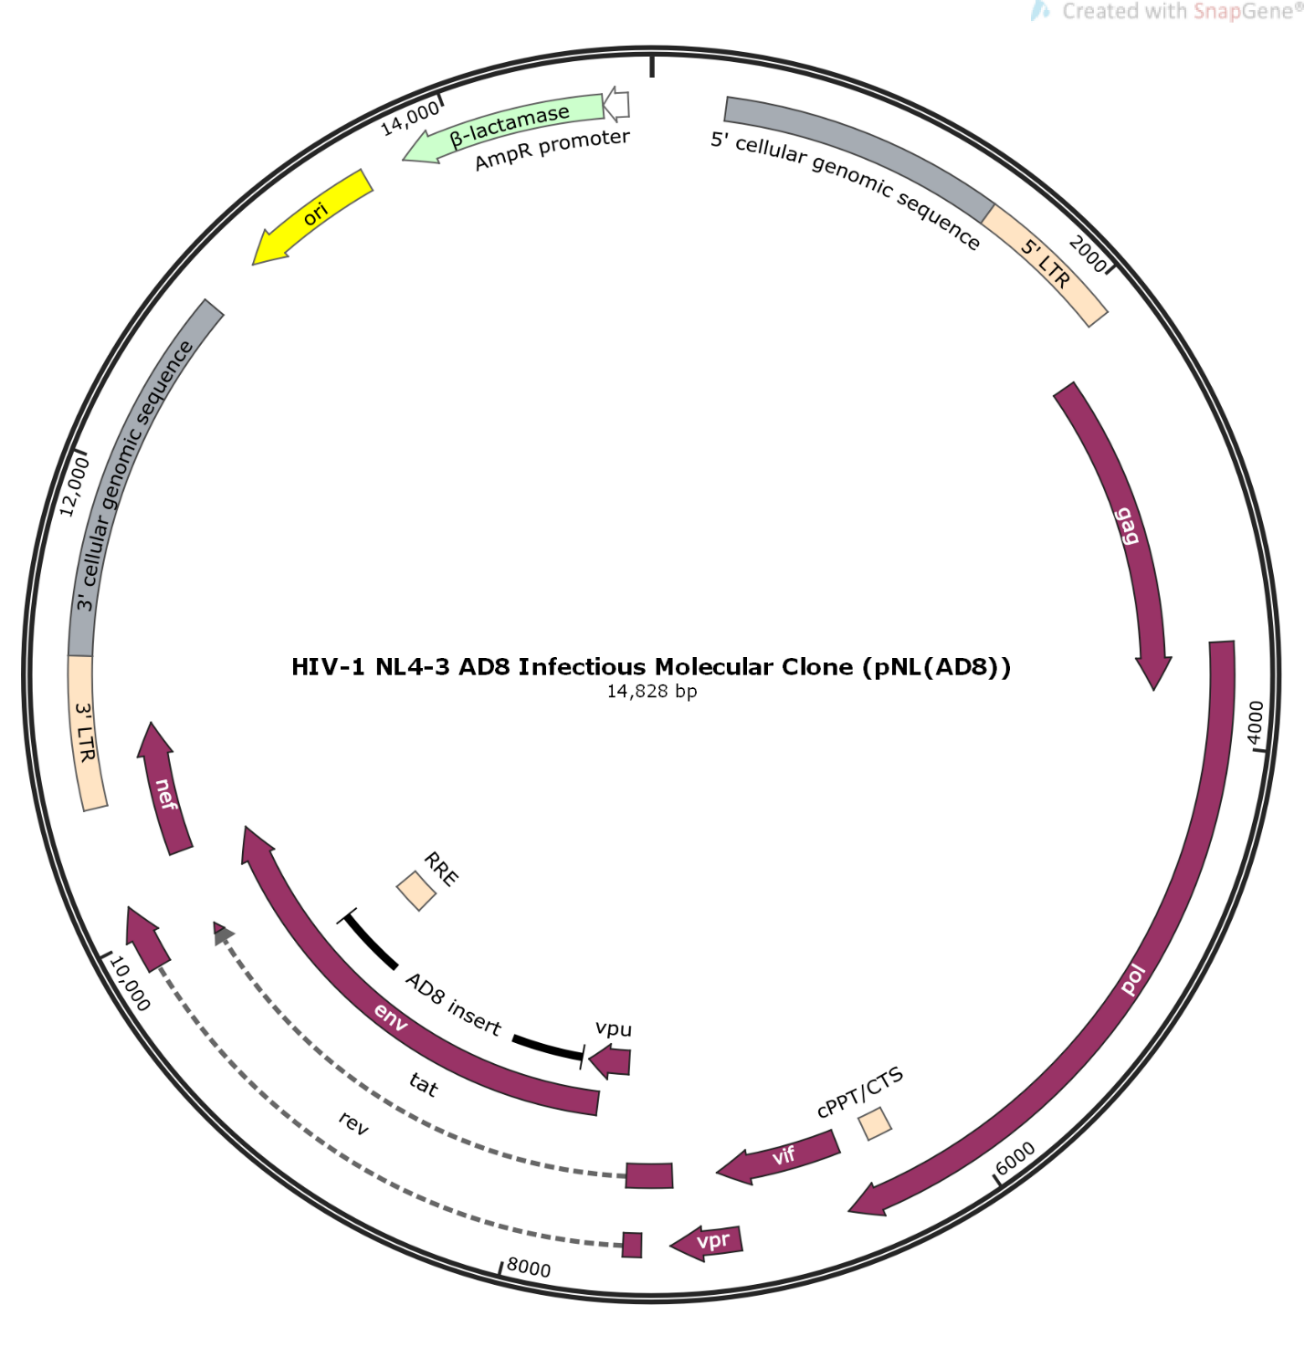 Created with SnapGene®
14,000
β-lactamase
AmpR promoter
5' cellular genomic sequence
5' LTR
2000
ori
gag
12,000
3' cellular genomic sequence
HIV-1 NL4-3 AD8 Infectious Molecular Clone (pNL(AD8))
14,828 bp
3' LTR
4000
nef
RRE
10,000
env
AD8 insert
vpu
pol
tat
rev
cPPT/CTS
vif
6000
vpr
8000